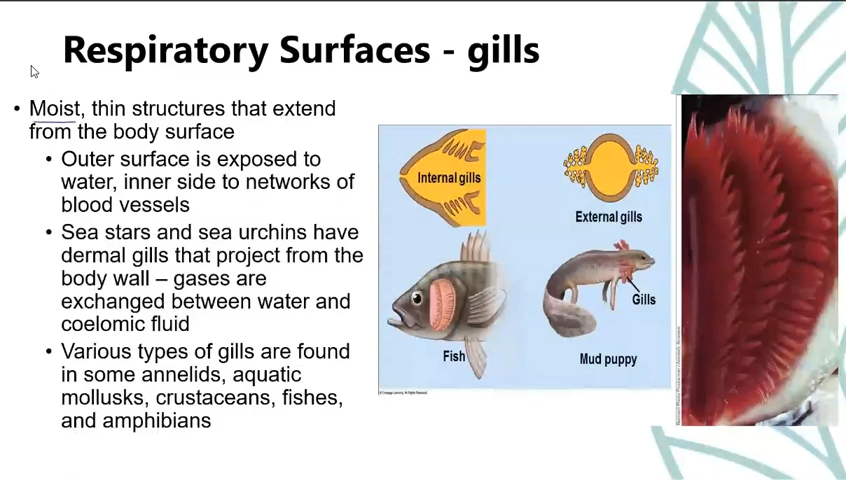 Respiratory Surfaces - gills
• Moist, thin structures that extend
from the body surface
• Outer surface is exposed to
water, inner side to networks of
blood vessels
• Sea stars and sea urchins have
dermal gills that project from the
body wall – gases are
exchanged between water and
coelomic fluid
• Various types of gills are found
in some annelids, aquatic
mollusks, crustaceans, fishes,
and amphibians
Internal gills
External gills
Gills
Fish
Mud puppy